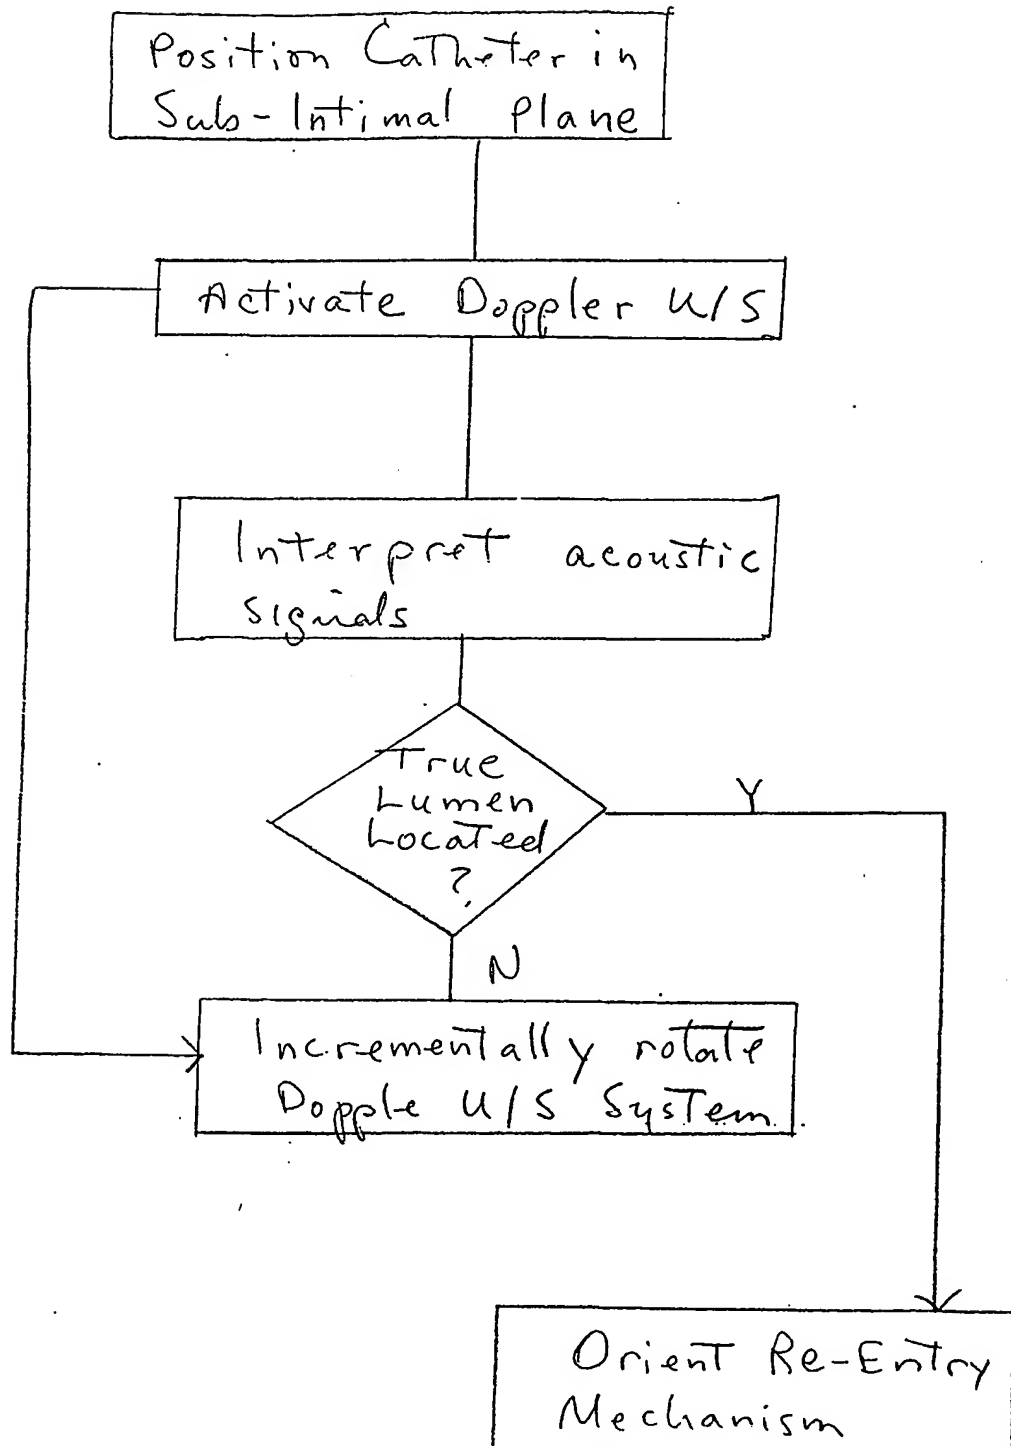 Position Catheter in
Sub-Intimal Plane
Activate Doppler U/S
Interpret acoustic
signals
True
Lumen
Located
?
Y
N
Incrementally rotate
Dopple U/S System
Orient Re-Entry
Mechanism